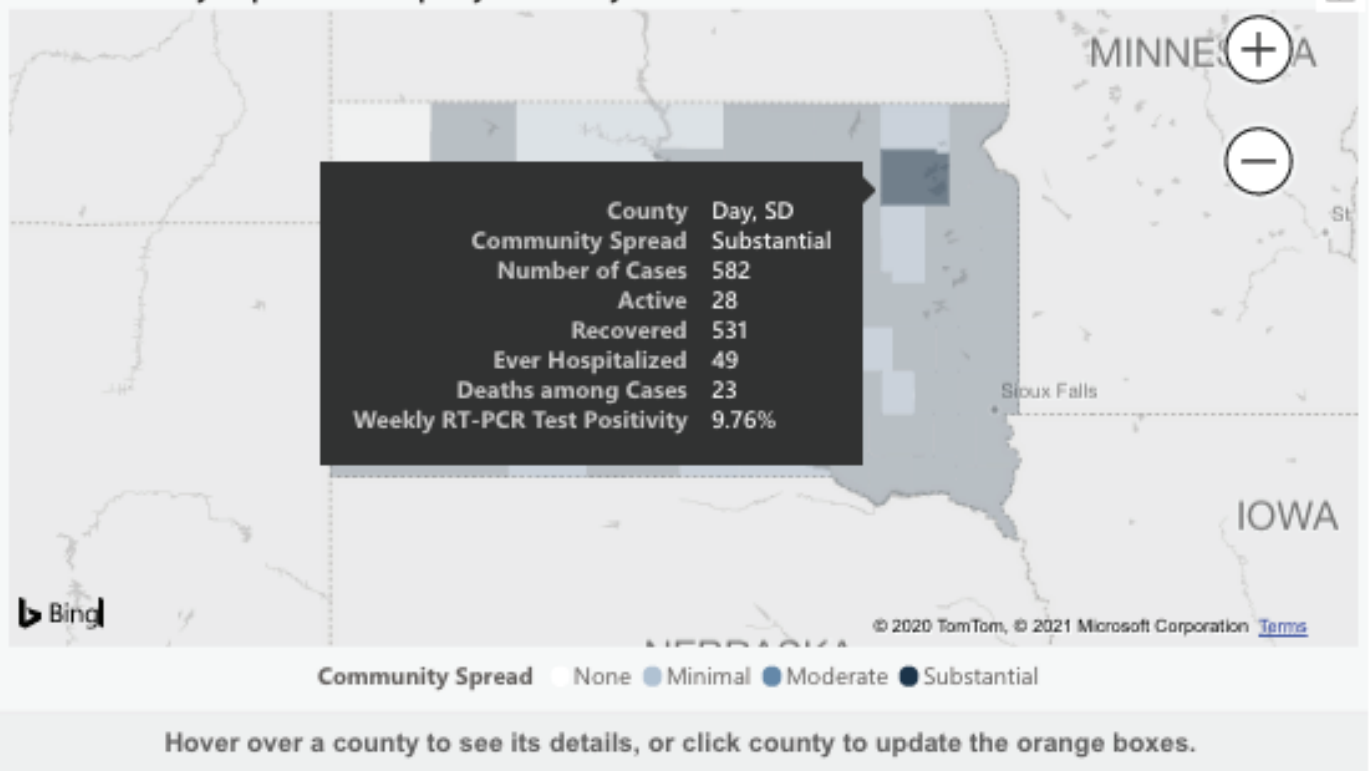 MINNES A
County Day, SD
Community Spread Substantial
Number of Cases 582
Active 28
Recovered 531
Ever Hospitalized 49
Deaths among Cases 23
Weekly RT-PCR Test Positivity 9.76%
St
Sioux Falls
IOWA
Bing
© 2020 TomTom, © 2021 Microsoft Corporation Terms
NEBRASKA
Community Spread None Minimal Moderate Substantial
Hover over a county to see its details, or click county to update the orange boxes.